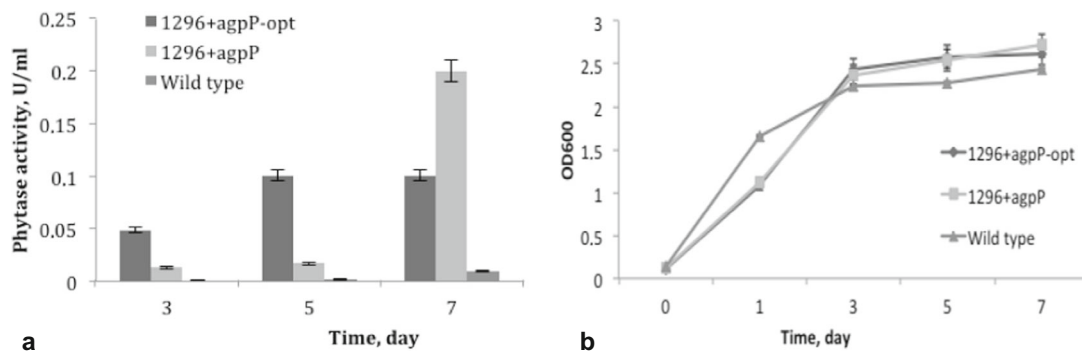 0.25
0.2
0.15
0.1
0.05
0
Phytase activity, U/ml
1296+agpP-opt
1296+agpP
Wild type
3 5 7
Time, day
a
3
2.5
2
1.5
1
0.5
0
OD600
1296+agpP-opt
1296+agpP
Wild type
0 1 3 5 7
Time, day
b